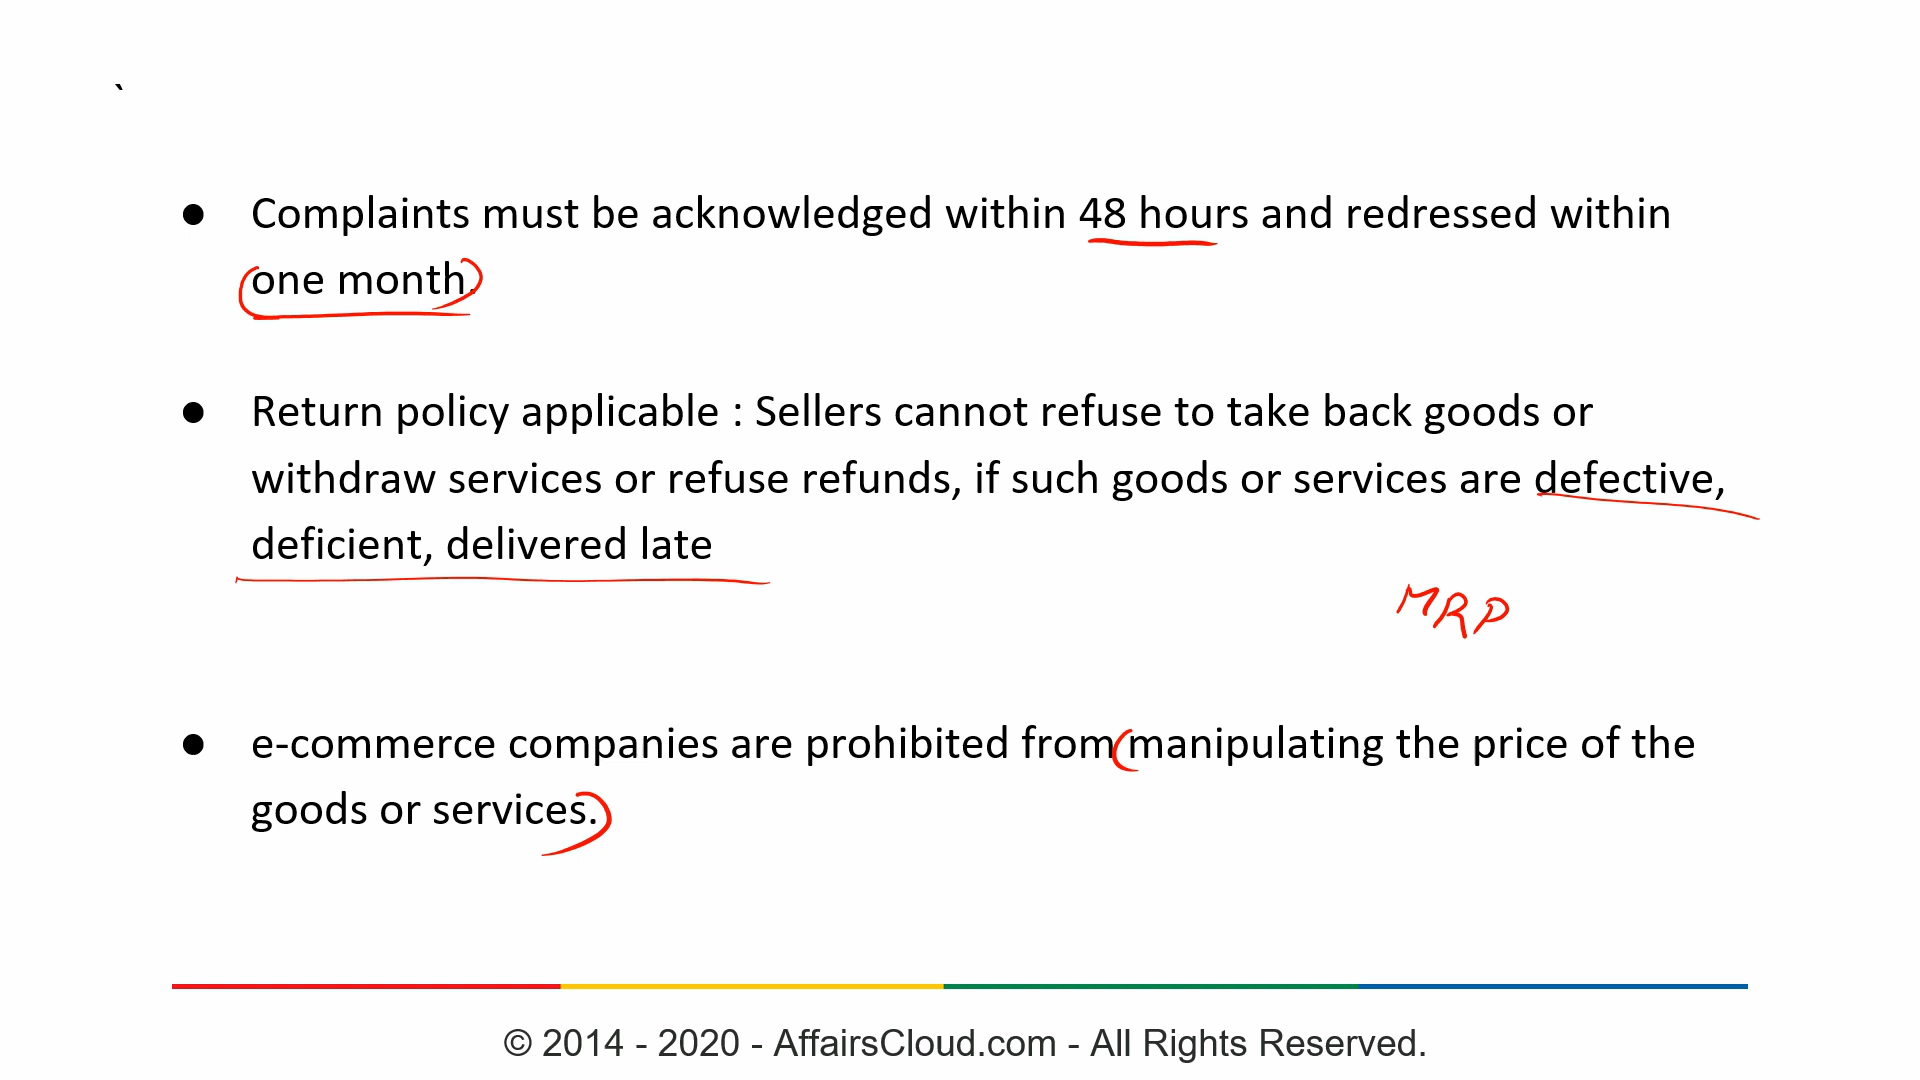 `
● Complaints must be acknowledged within 48 hours and redressed within
one month.
● Return policy applicable : Sellers cannot refuse to take back goods or
withdraw services or refuse refunds, if such goods or services are defective,
deficient, delivered late
MRP
● e-commerce companies are prohibited from manipulating the price of the
goods or services.
© 2014 - 2020 - AffairsCloud.com - All Rights Reserved.